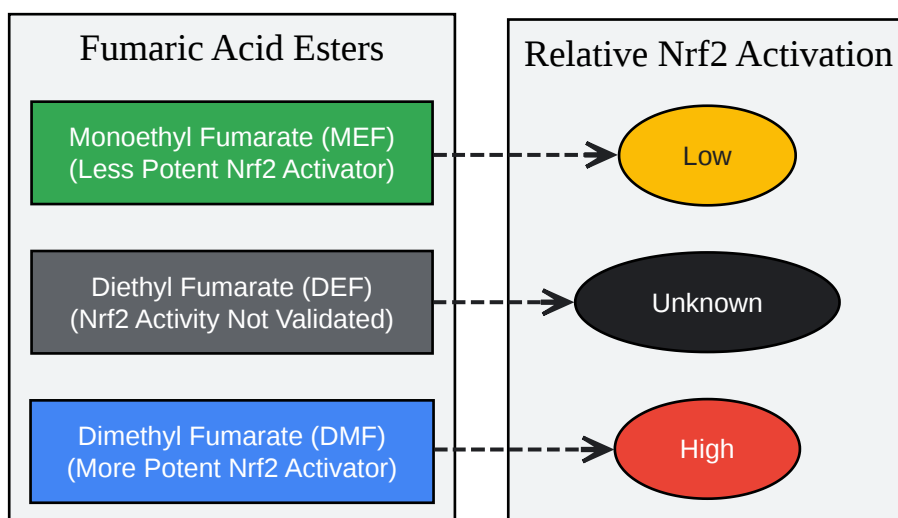 Fumaric Acid Esters
Monoethyl Fumarate (MEF)
(Less Potent Nrf2 Activator)
Diethyl Fumarate (DEF)
(Nrf2 Activity Not Validated)
Dimethyl Fumarate (DMF)
(More Potent Nrf2 Activator)
Relative Nrf2 Activation
Low
Unknown
High